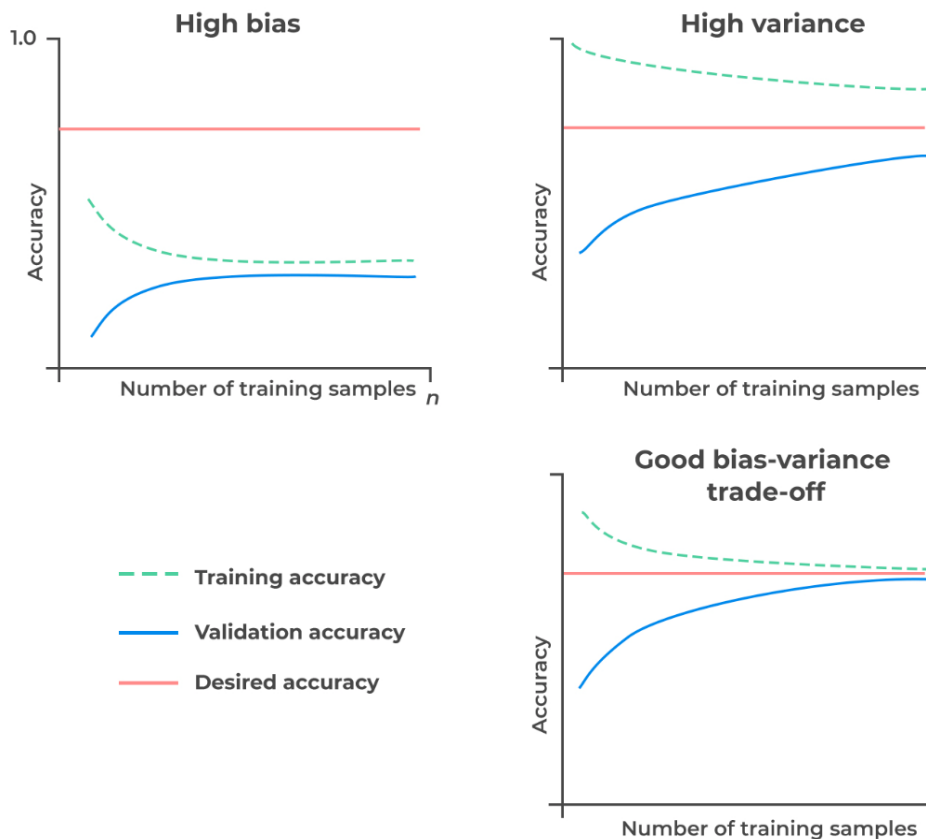 High bias
1.0
Accuracy
Number of training samples
n
High variance
Accuracy
Number of training samples
Training accuracy
Validation accuracy
Desired accuracy
Good bias-variance
trade-off
Accuracy
Number of training samples